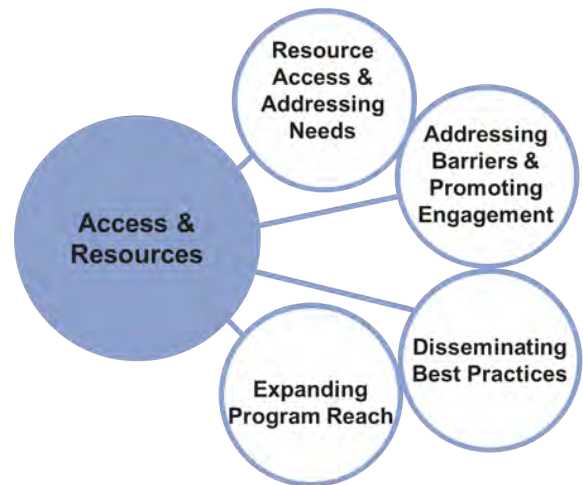 Resource
Access &
Addressing
Needs
Addressing
Barriers &
Promoting
Engagement
Access &
Resources
Disseminating
Best Practices
Expanding
Program Reach